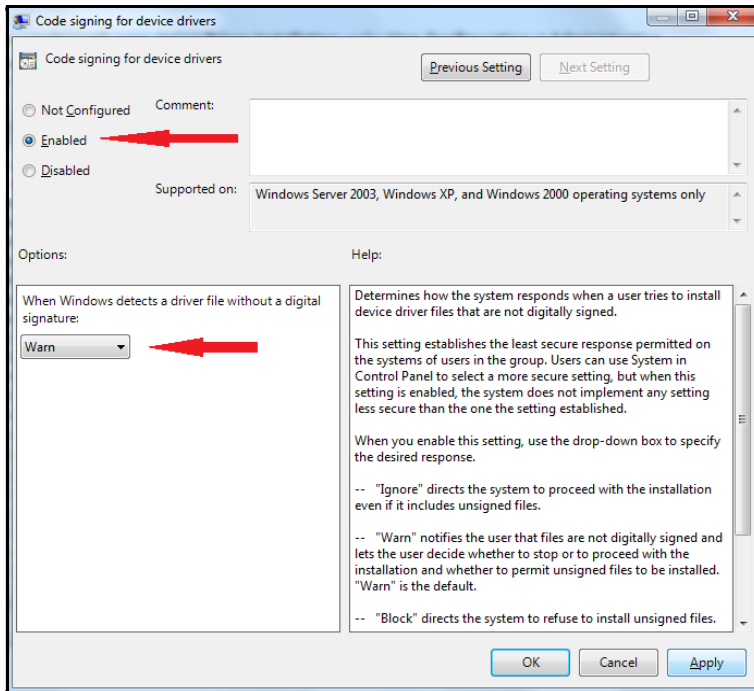 Code signing for device drivers
Code signing for device drivers
Previous Setting
Next Setting
Not Configured
Comment:
Enabled
Disabled
Supported on:
Windows Server 2003, Windows XP, and Windows 2000 operating systems only
Options:
Help:
When Windows detects a driver file without a digital
signature:
Warn
Determines how the system responds when a user tries to install
device driver files that are not digitally signed.
This setting establishes the least secure response permitted on
the systems of users in the group. Users can use System in
Control Panel to select a more secure setting, but when this
setting is enabled, the system does not implement any setting
less secure than the one the setting established.
When you enable this setting, use the drop-down box to specify
the desired response.
-- "Ignore" directs the system to proceed with the installation
even if it includes unsigned files.
-- "Warn" notifies the user that files are not digitally signed and
lets the user decide whether to stop or to proceed with the
installation and whether to permit unsigned files to be installed.
"Warn" is the default.
-- "Block" directs the system to refuse to install unsigned files.
OK
Cancel
Apply